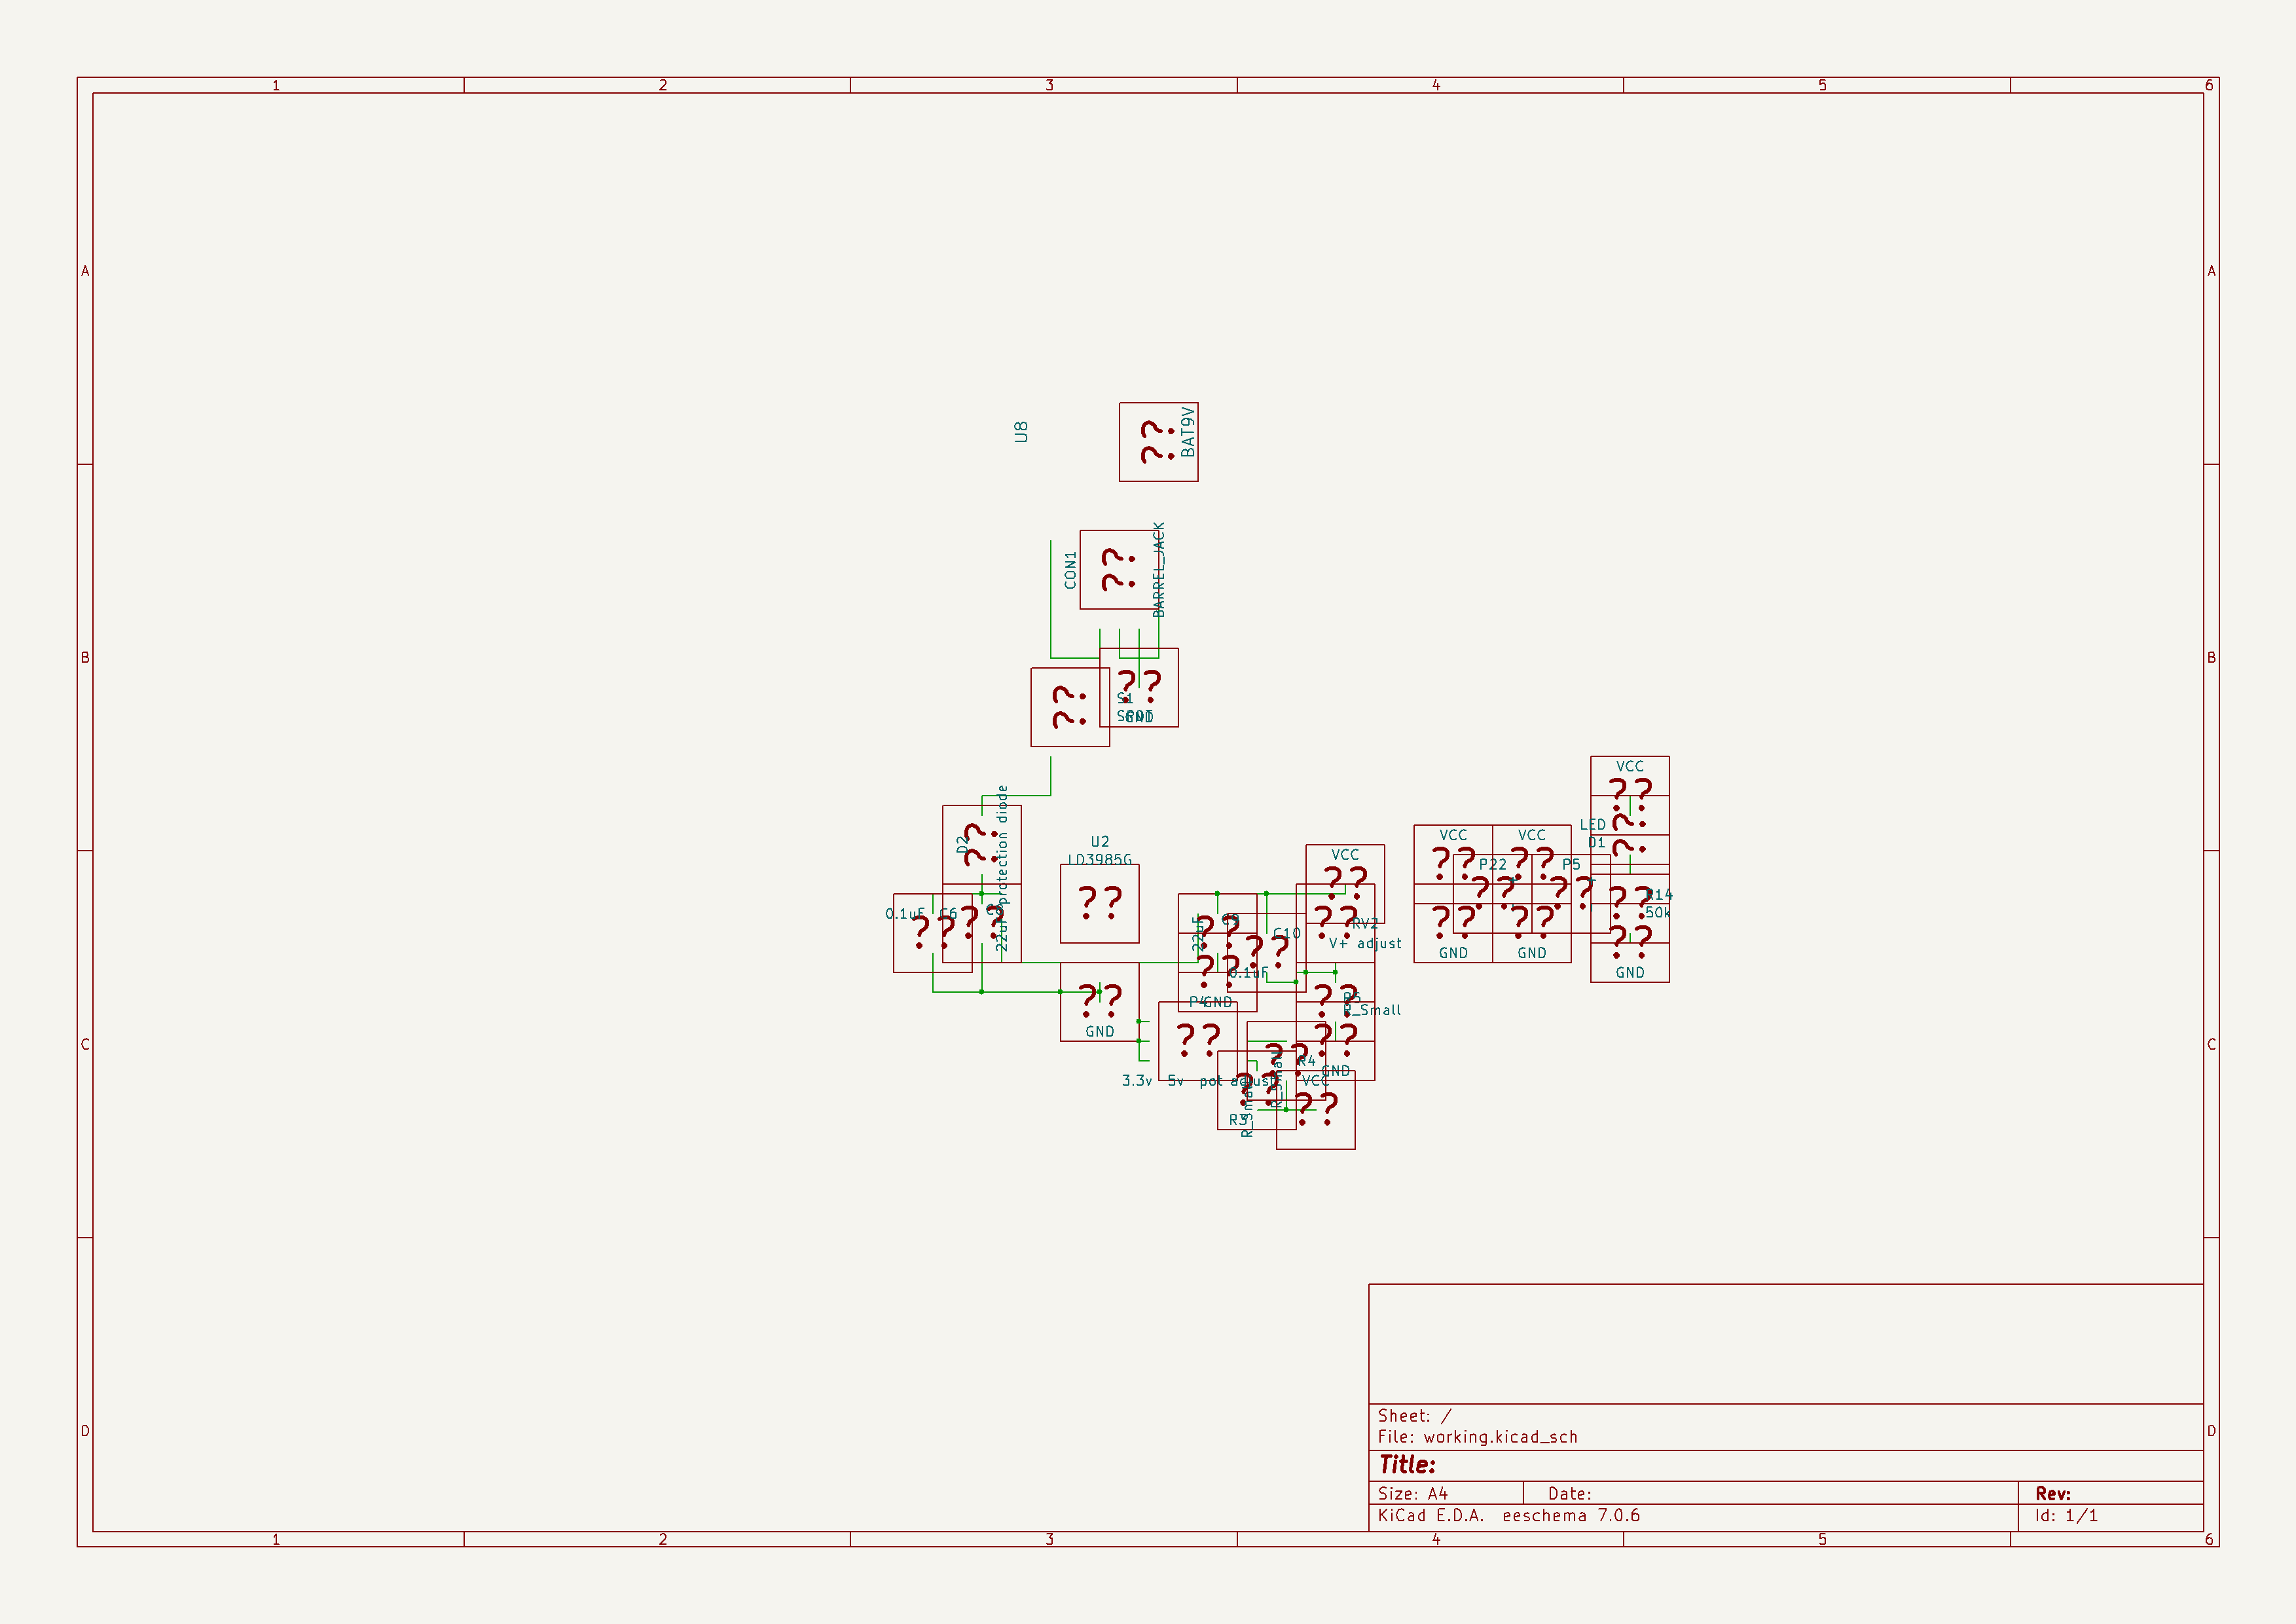 1 2 3 4 5 6
A A
U8
??
BAT9V
CON1
??
BARREL_JACK
B B
??
??
S1
SPDT
GND
VCC
??
D2
??
protection diode
U2
LD3985G
??
VCC
??
VCC
??
VCC
??
LED
D1
??
P22
??
P5
??
0.1uF
C6
??
??
22uF
22uF
C9
??
C10
??
??
RV2
V+ adjust
R14
50k
??
??
GND
??
GND
??
GND
??
GND
0.1uF
??
GND
P4
??
3.3v 5v pot adjust
??
R_Small
??
GND
R4
R_Small
??
R3
R_Small
??
VCC
??
C C
D D
Sheet: /
File: working.kicad_sch
Title:
Size: A4 Date: Rev:
KiCad E.D.A. eeschema 7.0.6 Id: 1/1
1 2 3 4 5 6